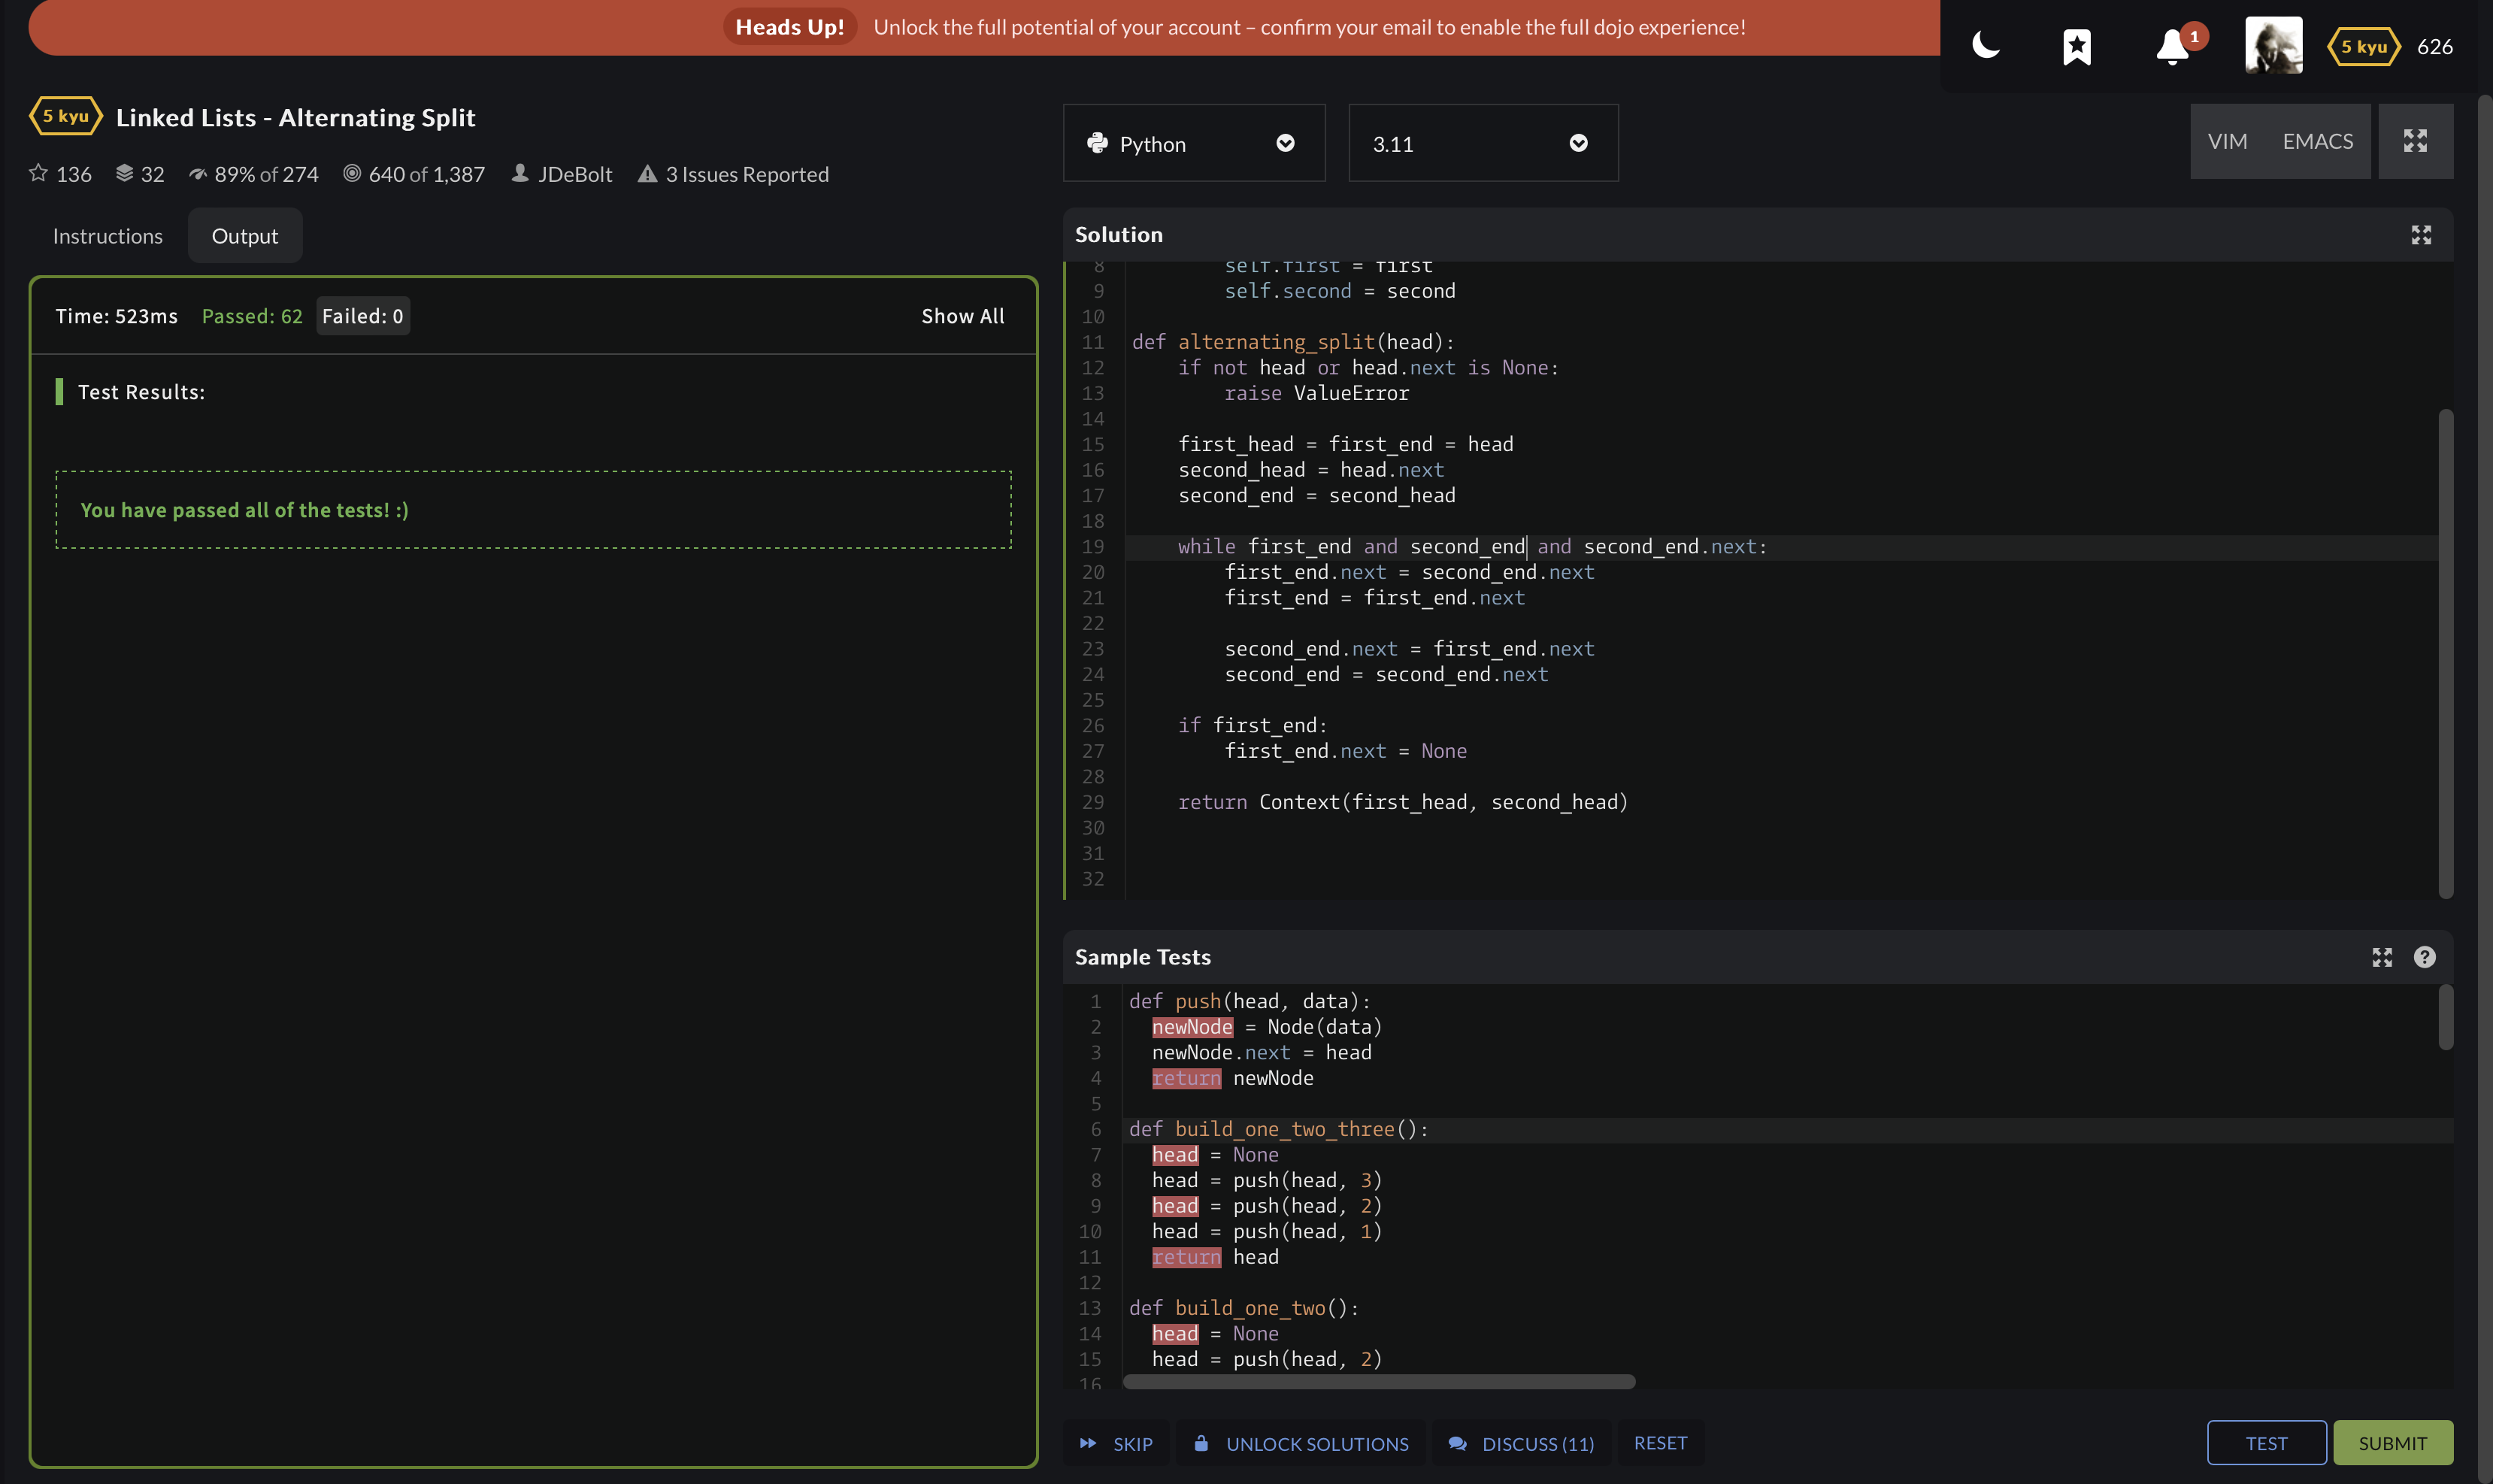 Heads Up! Unlock the full potential of your account – confirm your email to enable the full dojo experience!
1
5 kyu 626
5 kyu Linked Lists - Alternating Split
136 32 89% of 274 640 of 1,387 JDeBolt 3 Issues Reported
Instructions Output
Time: 523ms Passed: 62 Failed: 0 Show All
Test Results:
You have passed all of the tests! :)
Python 3.11 VIM EMACS
Solution
8         self.first = first
9         self.second = second
10
11 def alternating_split(head):
12     if not head or head.next is None:
13         raise ValueError
14
15     first_head = first_end = head
16     second_head = head.next
17     second_end = second_head
18
19     while first_end and second_end and second_end.next:
20         first_end.next = second_end.next
21         first_end = first_end.next
22
23         second_end.next = first_end.next
24         second_end = second_end.next
25
26     if first_end:
27         first_end.next = None
28
29     return Context(first_head, second_head)
30
31
32
Sample Tests
1 def push(head, data):
2   newNode = Node(data)
3   newNode.next = head
4   return newNode
5
6 def build_one_two_three():
7   head = None
8   head = push(head, 3)
9   head = push(head, 2)
10   head = push(head, 1)
11   return head
12
13 def build_one_two():
14   head = None
15   head = push(head, 2)
16
SKIP UNLOCK SOLUTIONS DISCUSS (11) RESET TEST SUBMIT